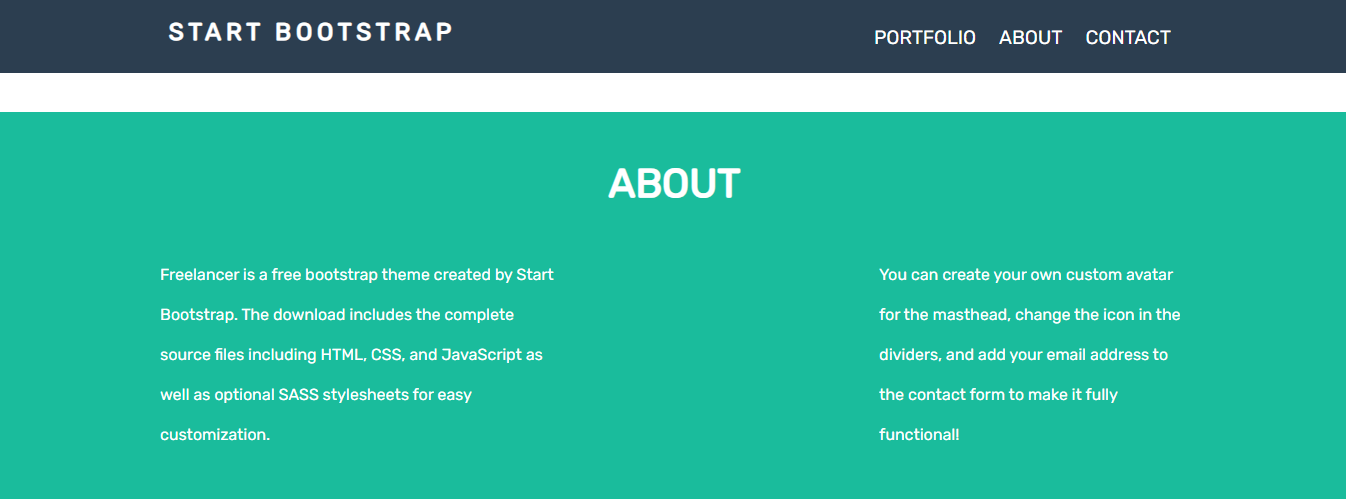 START BOOTSTRAP
PORTFOLIO ABOUT CONTACT
ABOUT
Freelancer is a free bootstrap theme created by Start
Bootstrap. The download includes the complete
source files including HTML, CSS, and JavaScript as
well as optional SASS stylesheets for easy
customization.
You can create your own custom avatar
for the masthead, change the icon in the
dividers, and add your email address to
the contact form to make it fully
functional!